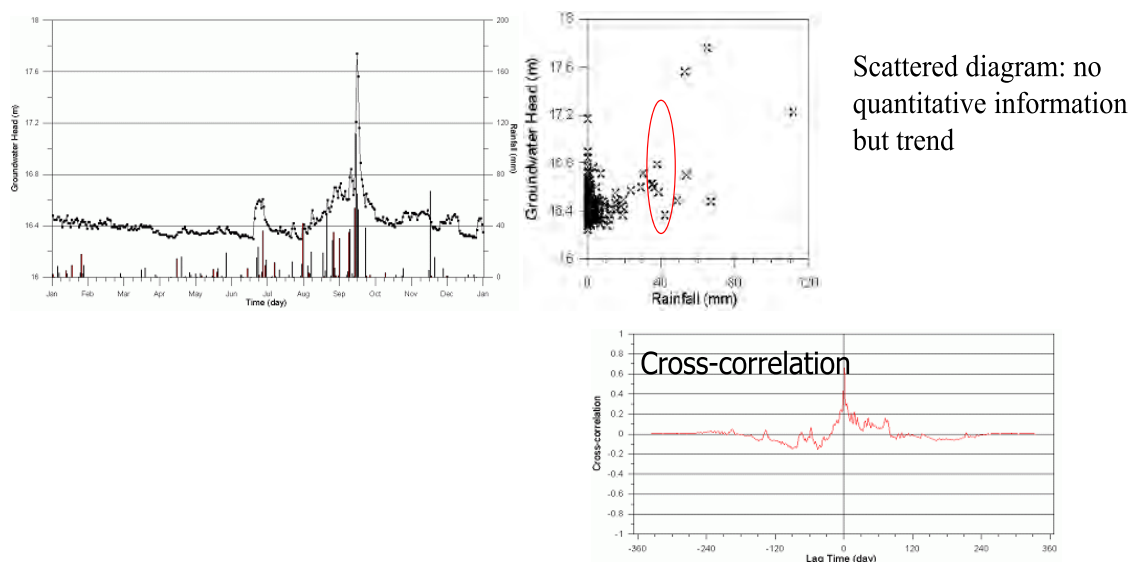 18
17.6
17.2
16.8
16.4
16
Groundwater Head (m)
200
160
120
80
40
0
Rainfall (mm)
Jan Feb Mar Apr May Jun Jul Aug Sep Oct Nov Dec Jan
Time (day)
18
17.6
17.2
16.8
16.4
16
Groundwater Head (m)
0 40 80 120
Rainfall (mm)
Scattered diagram: no
quantitative information
but trend
Cross-correlation
1
0.8
0.6
0.4
0.2
0
-0.2
-0.4
-0.6
-0.8
-1
Cross-correlation
-360 -240 -120 0 120 240 360
Lag Time (day)